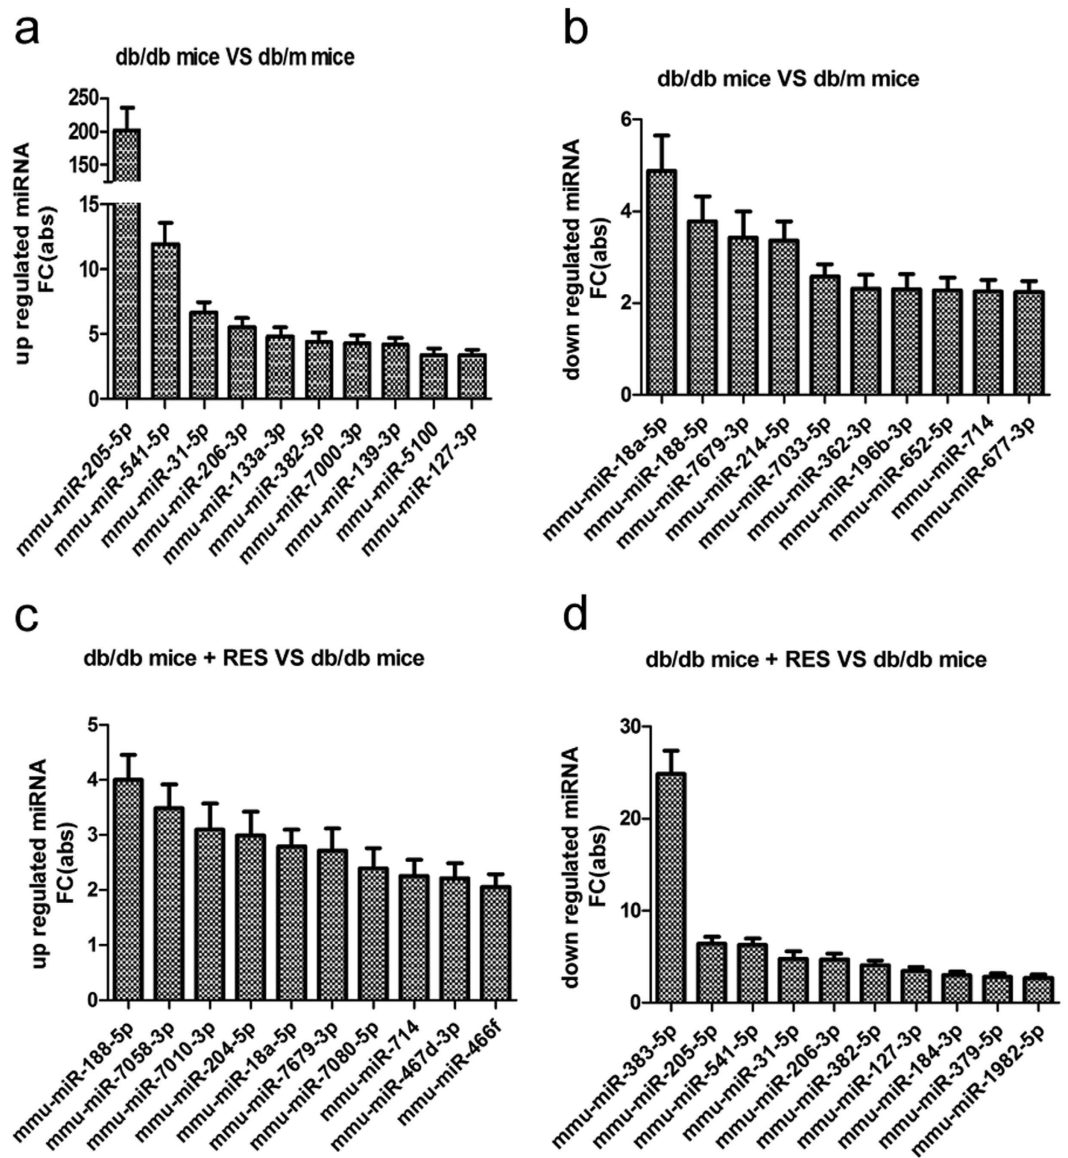 a
db/db mice VS db/m mice
up regulated miRNA
FC(abs)
250
200
150
15
10
5
0
mmu-miR-205-5p
mmu-miR-541-5p
mmu-miR-31-5p
mmu-miR-206-3p
mmu-miR-133a-3p
mmu-miR-382-5p
mmu-miR-7000-3p
mmu-miR-139-3p
mmu-miR-5100
mmu-miR-127-3p
b
db/db mice VS db/m mice
down regulated miRNA
FC(abs)
6
4
2
0
mmu-miR-18a-5p
mmu-miR-188-5p
mmu-miR-7679-3p
mmu-miR-214-5p
mmu-miR-7033-5p
mmu-miR-362-3p
mmu-miR-196b-3p
mmu-miR-652-5p
mmu-miR-714
mmu-miR-677-3p
c
db/db mice + RES VS db/db mice
up regulated miRNA
FC(abs)
5
4
3
2
1
0
mmu-miR-188-5p
mmu-miR-7058-3p
mmu-miR-7010-3p
mmu-miR-204-5p
mmu-miR-18a-5p
mmu-miR-7679-3p
mmu-miR-7080-5p
mmu-miR-714
mmu-miR-467d-3p
mmu-miR-466f
d
db/db mice + RES VS db/db mice
down regulated miRNA
FC(abs)
30
20
10
0
mmu-miR-383-5p
mmu-miR-205-5p
mmu-miR-541-5p
mmu-miR-31-5p
mmu-miR-206-3p
mmu-miR-382-5p
mmu-miR-127-3p
mmu-miR-184-3p
mmu-miR-379-5p
mmu-miR-1982-5p